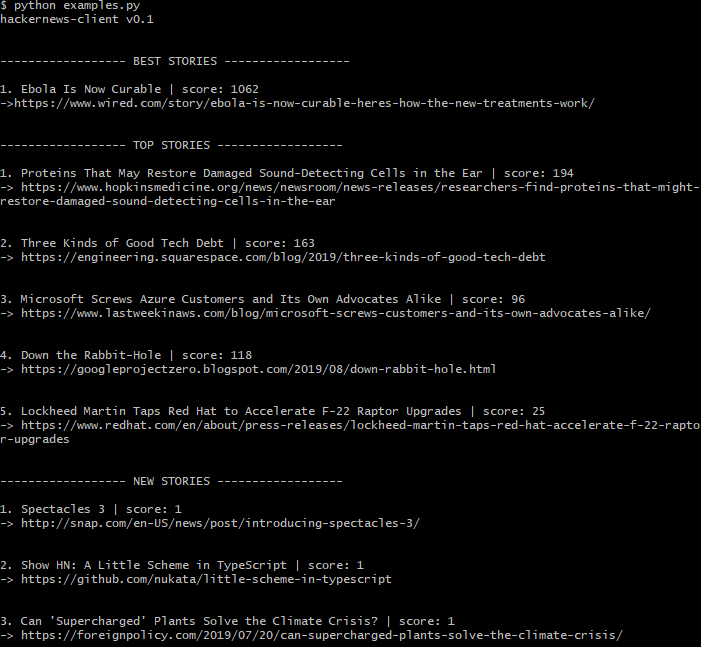 $ python examples.py
hackernews-client v0.1
------------------ BEST STORIES ------------------
1. Ebola Is Now Curable | score: 1062
->https://www.wired.com/story/ebola-is-now-curable-heres-how-the-new-treatments-work/
------------------ TOP STORIES ------------------
1. Proteins That May Restore Damaged Sound-Detecting Cells in the Ear | score: 194
-> https://www.hopkinsmedicine.org/news/newsroom/news-releases/researchers-find-proteins-that-might-
restore-damaged-sound-detecting-cells-in-the-ear
2. Three Kinds of Good Tech Debt | score: 163
-> https://engineering.squarespace.com/blog/2019/three-kinds-of-good-tech-debt
3. Microsoft Screws Azure Customers and Its Own Advocates Alike | score: 96
-> https://www.lastweekinaws.com/blog/microsoft-screws-customers-and-its-own-advocates-alike/
4. Down the Rabbit-Hole | score: 118
-> https://googleprojectzero.blogspot.com/2019/08/down-rabbit-hole.html
5. Lockheed Martin Taps Red Hat to Accelerate F-22 Raptor Upgrades | score: 25
-> https://www.redhat.com/en/about/press-releases/lockheed-martin-taps-red-hat-accelerate-f-22-rapto
r-upgrades
------------------ NEW STORIES ------------------
1. Spectacles 3 | score: 1
-> http://snap.com/en-US/news/post/introducing-spectacles-3/
2. Show HN: A Little Scheme in TypeScript | score: 1
-> https://github.com/nukata/little-scheme-in-typescript
3. Can 'Supercharged' Plants Solve the Climate Crisis? | score: 1
-> https://foreignpolicy.com/2019/07/20/can-supercharged-plants-solve-the-climate-crisis/